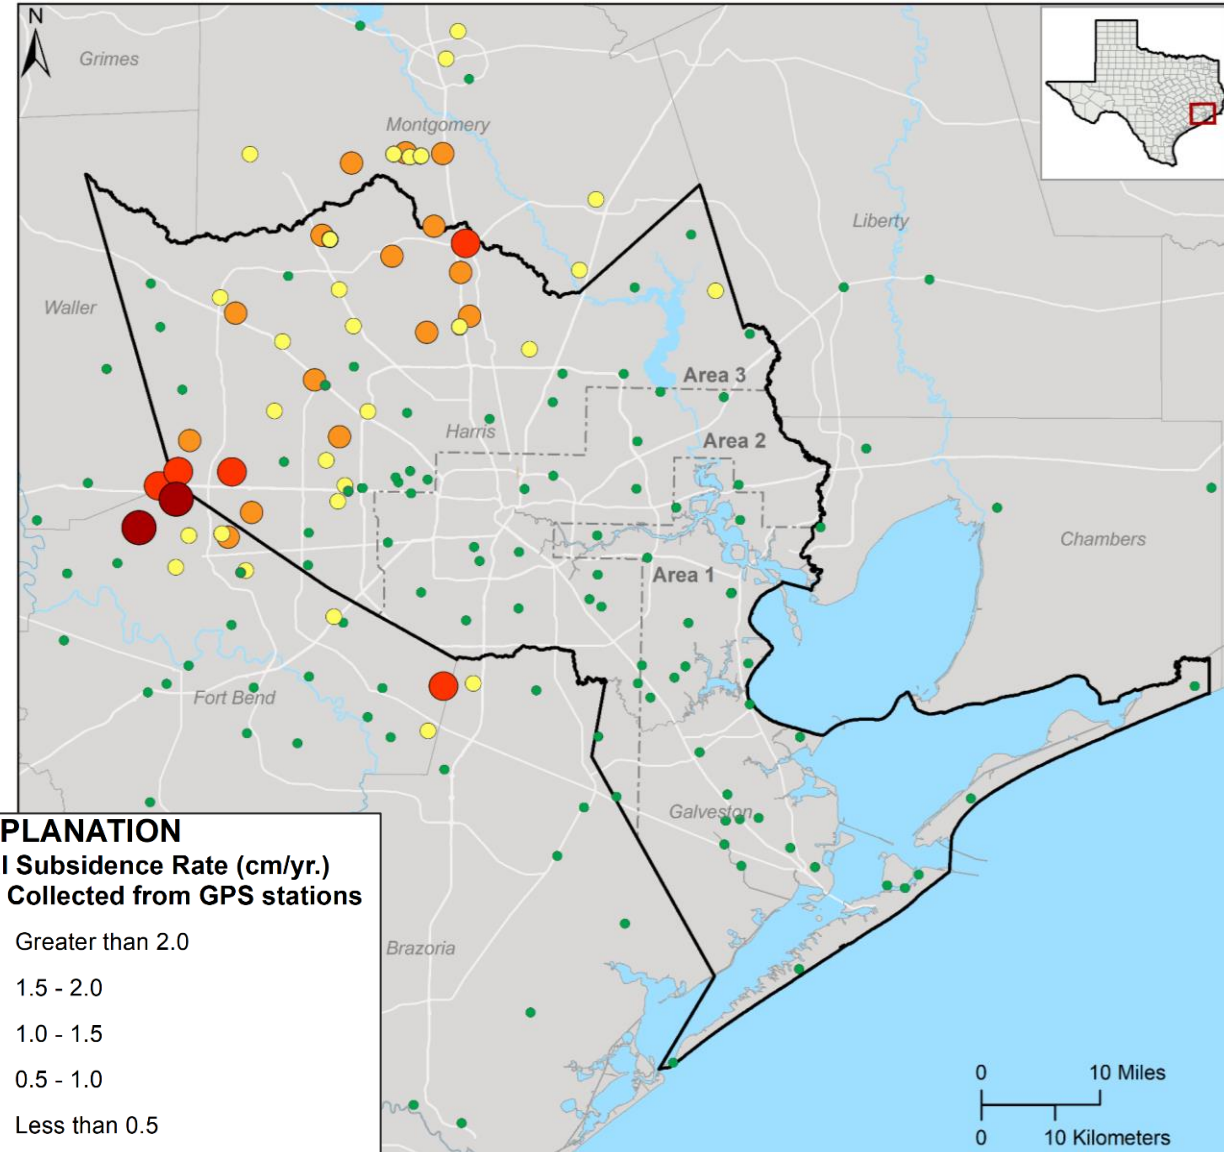 N
Grimes
Montgomery
Liberty
Waller
Area 3
Harris
Area 2
Chambers
Area 1
Fort Bend
Galveston
PLANATION
l Subsidence Rate (cm/yr.)
Collected from GPS stations
Greater than 2.0
1.5 - 2.0
1.0 - 1.5
0.5 - 1.0
Less than 0.5
Brazoria
0 10 Miles
0 10 Kilometers